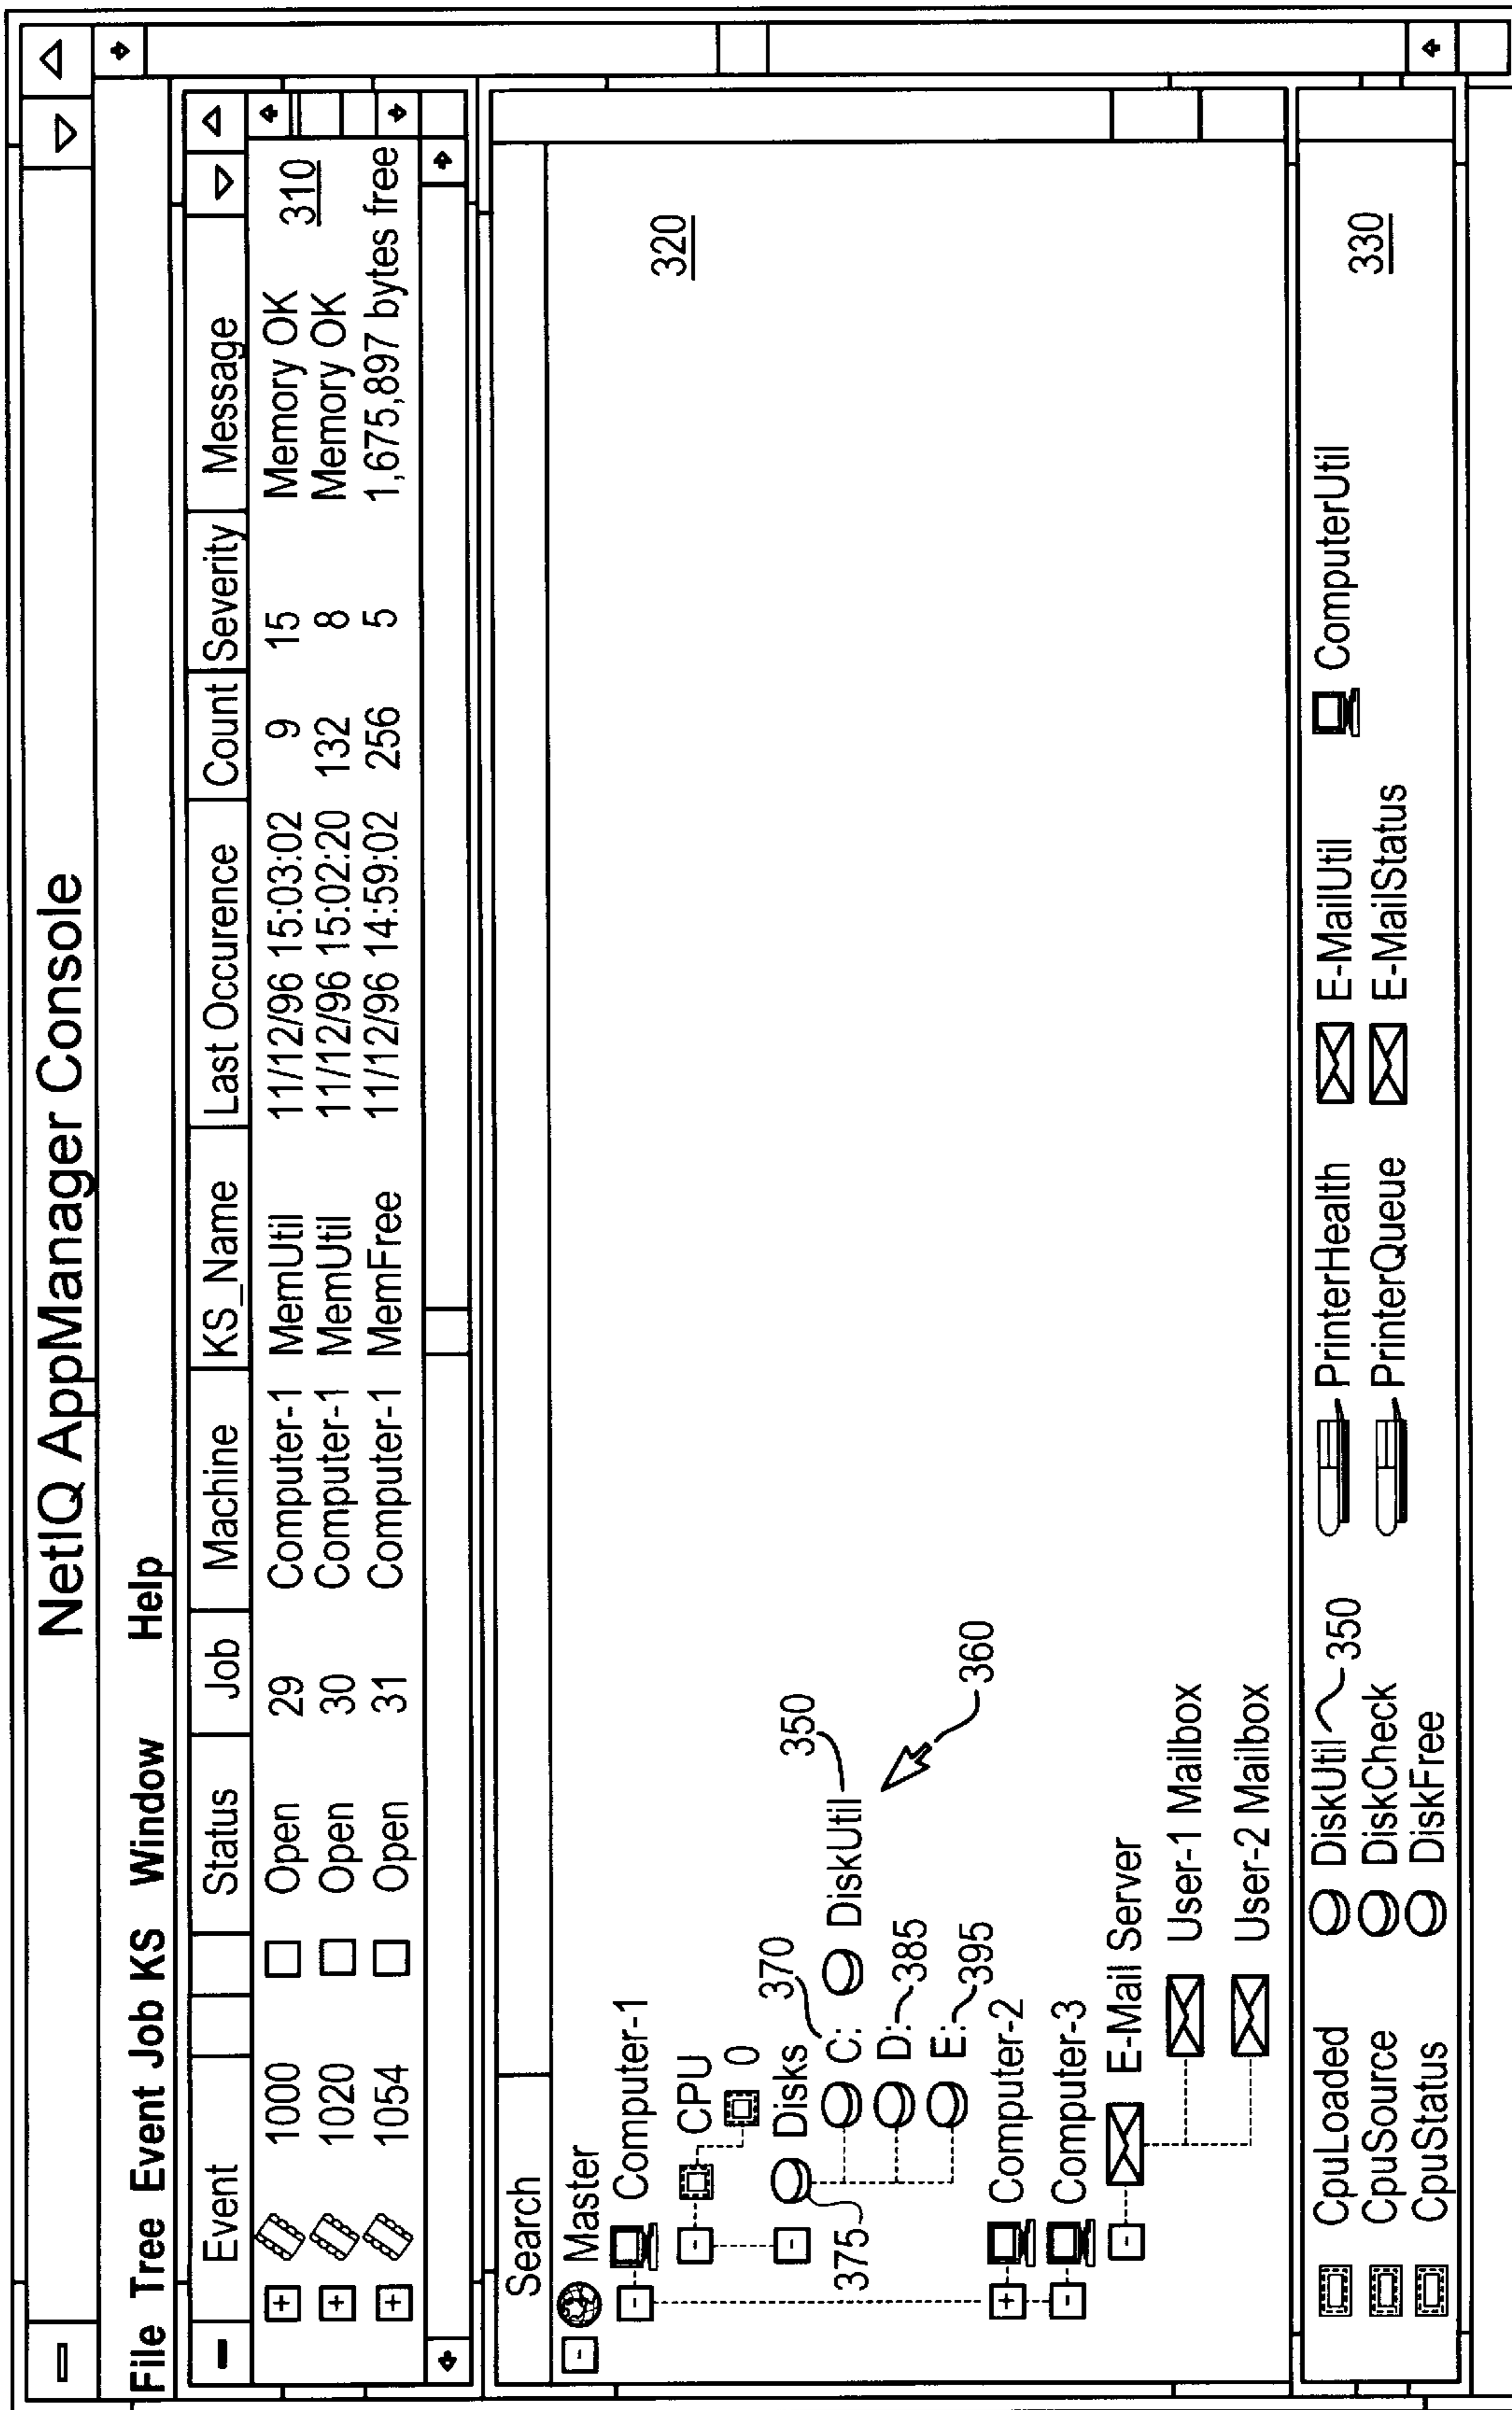 NetIQ AppManager Console
File Tree Event Job KS Window Help
Event Status Job Machine KS_Name Last Occurence Count Severity Message
1000 Open 29 Computer-1 MemUtil 11/12/96 15:03:02 9 15 Memory OK
1020 Open 30 Computer-1 MemUtil 11/12/96 15:02:20 132 8 Memory OK
1054 Open 31 Computer-1 MemFree 11/12/96 14:59:02 256 5 1,675,897 bytes free
310
Search
Master
Computer-1
CPU
0
Disks
375
C: 370
DiskUtil 350
D: 385
E: 395
360
Computer-2
Computer-3
E-Mail Server
User-1 Mailbox
User-2 Mailbox
320
CpuLoaded DiskUtil 350 PrinterHealth E-MailUtil ComputerUtil
CpuSource DiskCheck PrinterQueue E-MailStatus
CpuStatus DiskFree
330